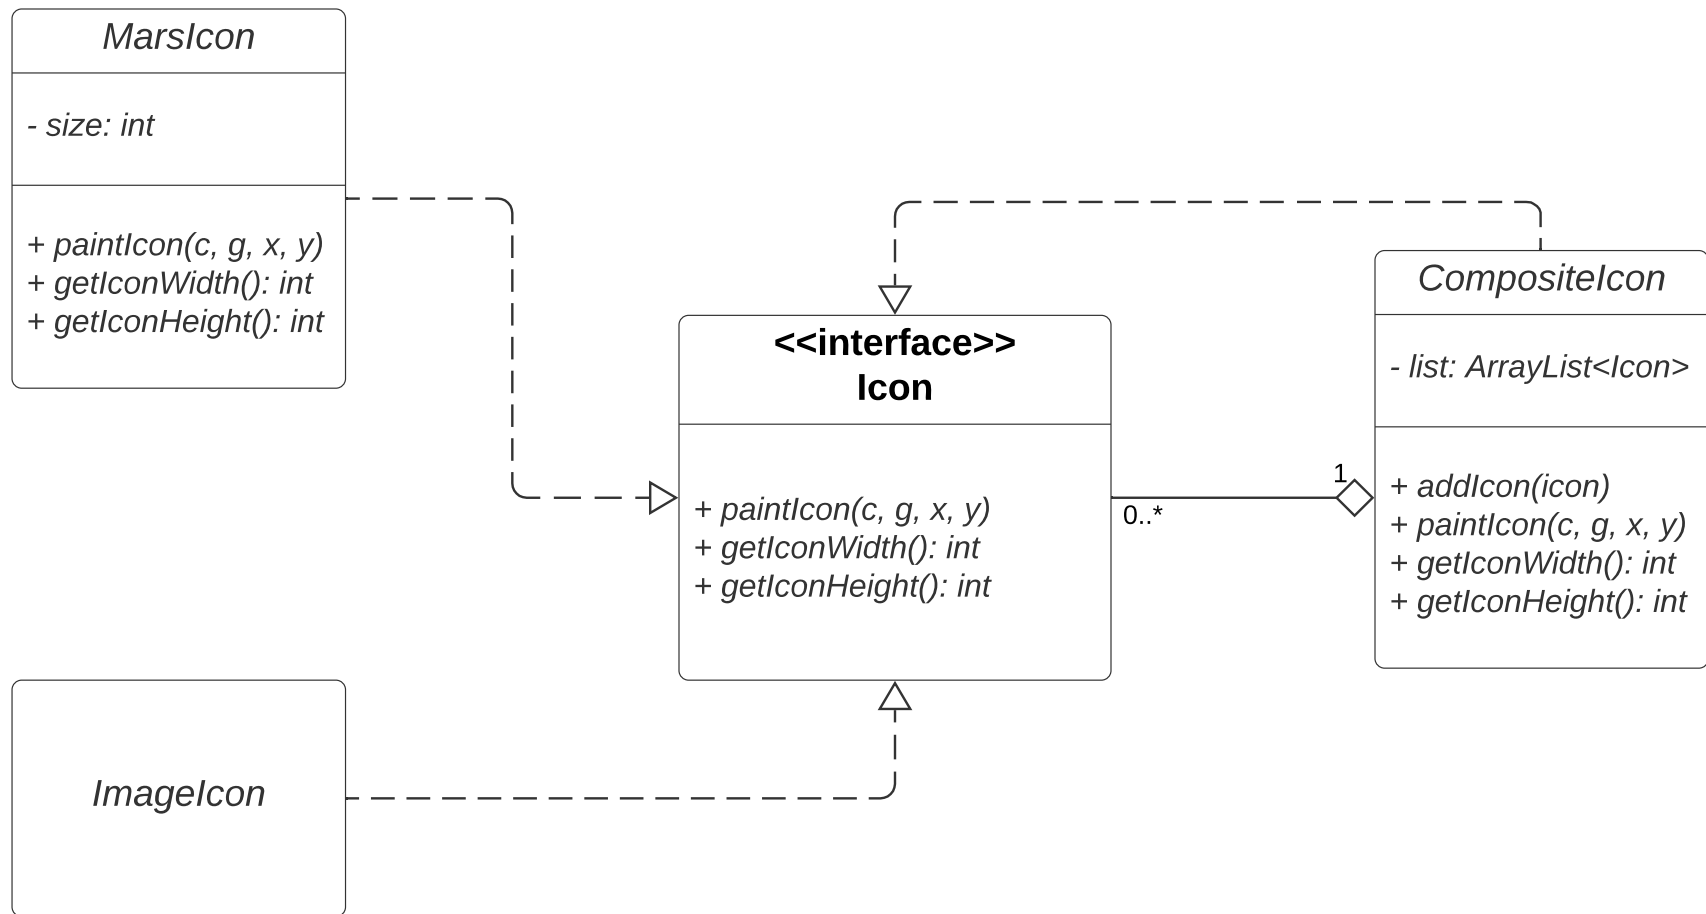 MarsIcon
- size: int
+ paintIcon(c, g, x, y)
+ getIconWidth(): int
+ getIconHeight(): int
<<interface>>
Icon
+ paintIcon(c, g, x, y)
+ getIconWidth(): int
+ getIconHeight(): int
0..*
1
CompositeIcon
- list: ArrayList<Icon>
+ addIcon(icon)
+ paintIcon(c, g, x, y)
+ getIconWidth(): int
+ getIconHeight(): int
ImageIcon